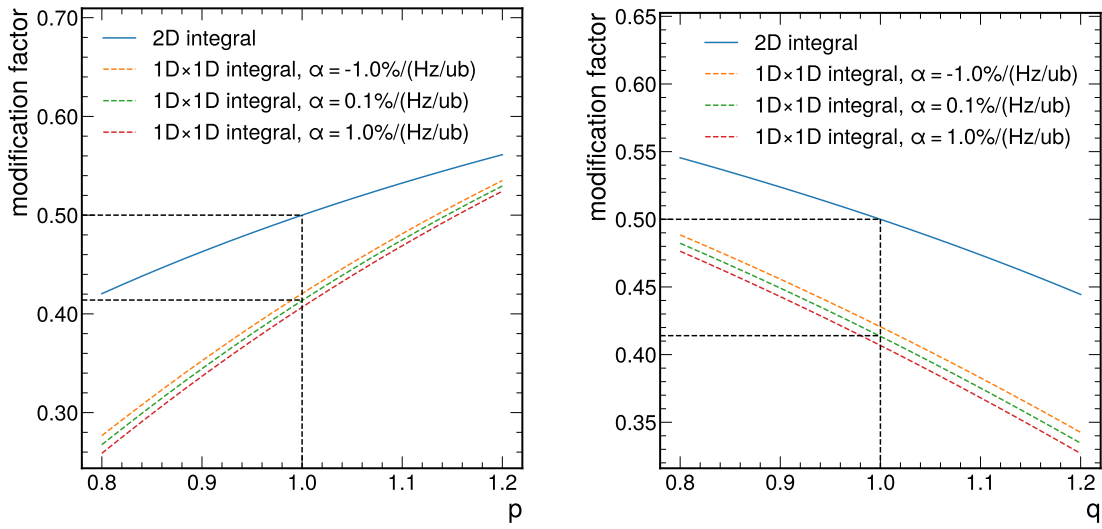 modification factor
0.70
0.60
0.50
0.40
0.30
2D integral
1D×1D integral, α = -1.0%/(Hz/ub)
1D×1D integral, α = 0.1%/(Hz/ub)
1D×1D integral, α = 1.0%/(Hz/ub)
0.8 0.9 1.0 1.1 1.2
p
modification factor
0.65
0.60
0.55
0.50
0.45
0.40
0.35
2D integral
1D×1D integral, α = -1.0%/(Hz/ub)
1D×1D integral, α = 0.1%/(Hz/ub)
1D×1D integral, α = 1.0%/(Hz/ub)
0.8 0.9 1.0 1.1 1.2
q